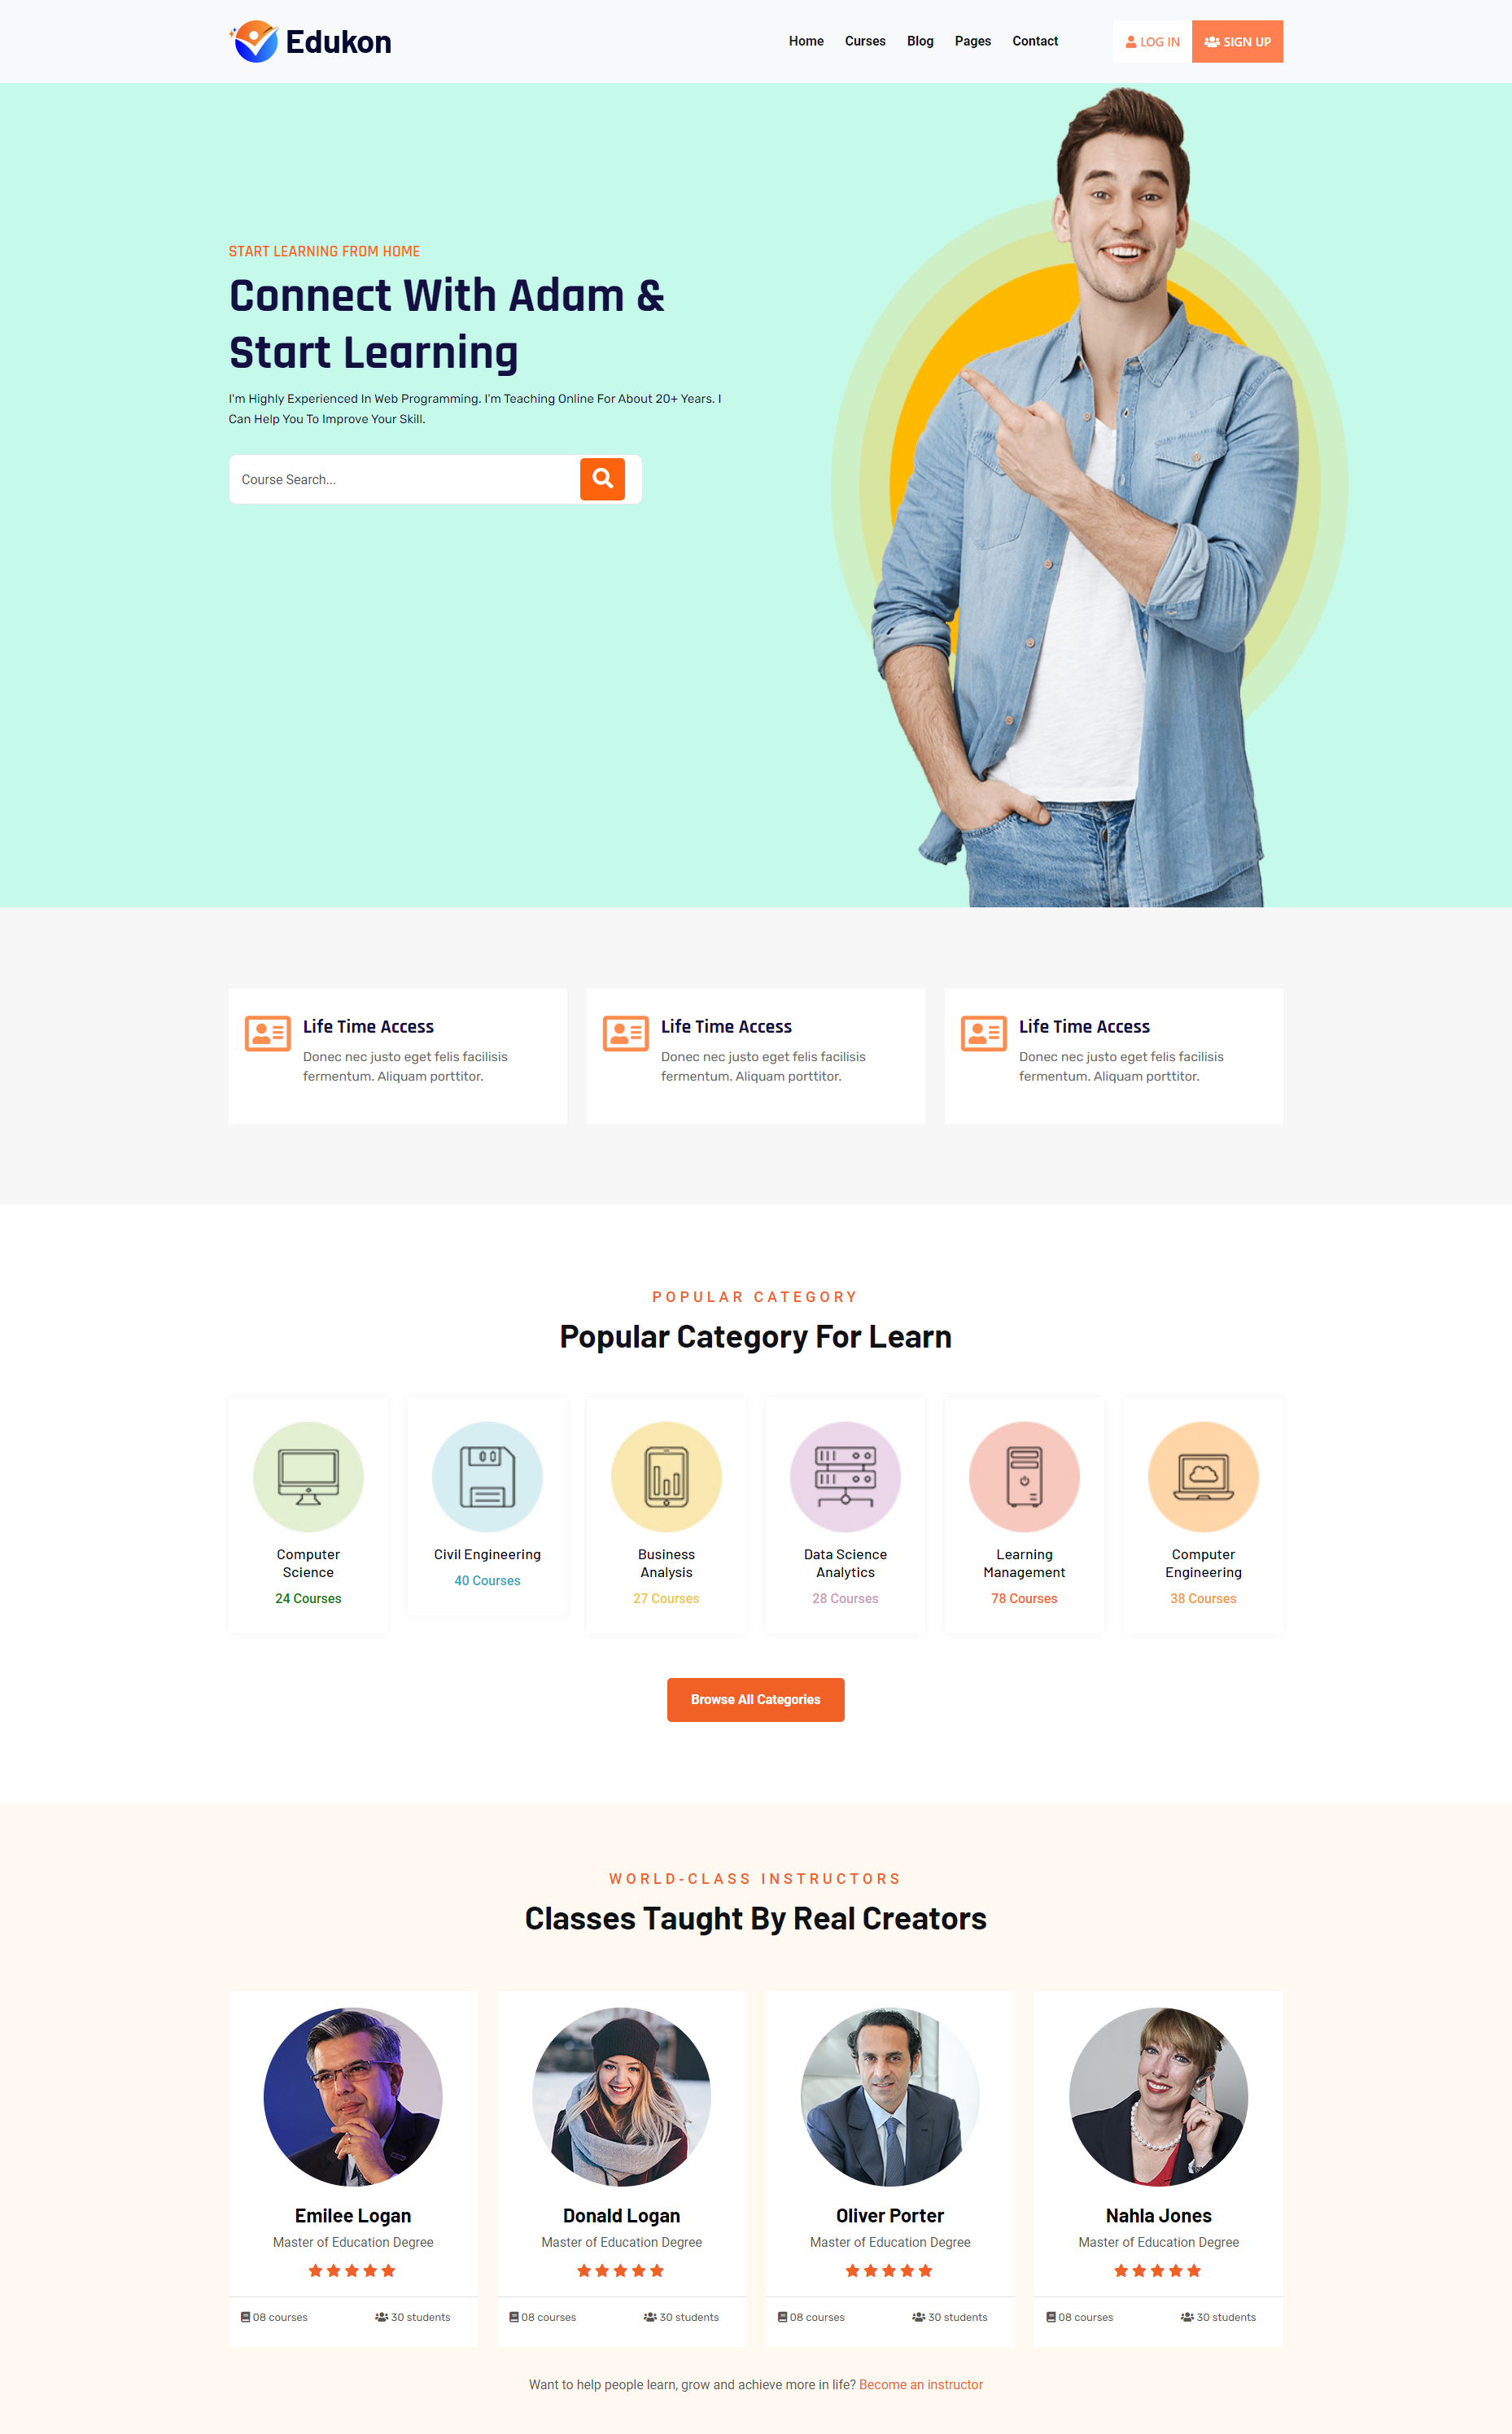 Edukon
Home Curses Blog Pages Contact LOG IN SIGN UP
START LEARNING FROM HOME
Connect With Adam &
Start Learning
I'm Highly Experienced In Web Programming. I'm Teaching Online For About 20+ Years. I
Can Help You To Improve Your Skill.
Course Search...
Life Time Access
Donec nec justo eget felis facilisis
fermentum. Aliquam porttitor.
Life Time Access
Donec nec justo eget felis facilisis
fermentum. Aliquam porttitor.
Life Time Access
Donec nec justo eget felis facilisis
fermentum. Aliquam porttitor.
POPULAR CATEGORY
Popular Category For Learn
Computer
Science
24 Courses
Civil Engineering
40 Courses
Business
Analysis
27 Courses
Data Science
Analytics
28 Courses
Learning
Management
78 Courses
Computer
Engineering
38 Courses
Browse All Categories
WORLD-CLASS INSTRUCTORS
Classes Taught By Real Creators
Emilee Logan
Master of Education Degree
08 courses 30 students
Donald Logan
Master of Education Degree
08 courses 30 students
Oliver Porter
Master of Education Degree
08 courses 30 students
Nahla Jones
Master of Education Degree
08 courses 30 students
Want to help people learn, grow and achieve more in life? Become an instructor